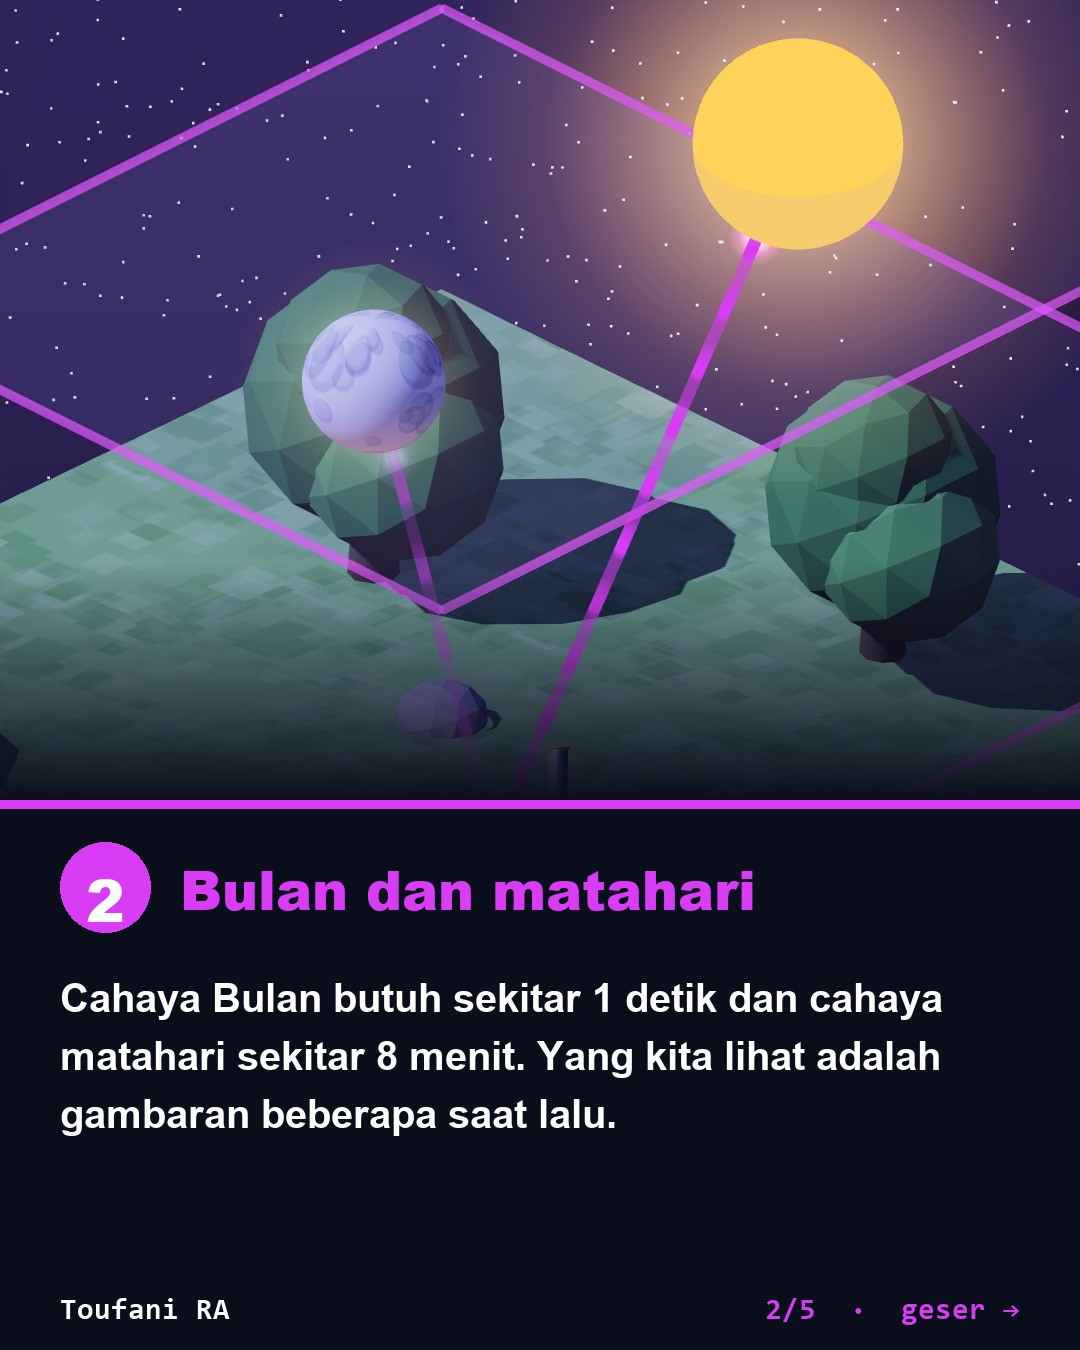 2 Bulan dan matahari
Cahaya Bulan butuh sekitar 1 detik dan cahaya
matahari sekitar 8 menit. Yang kita lihat adalah
gambaran beberapa saat lalu.
Toufani RA
2/5 · geser →